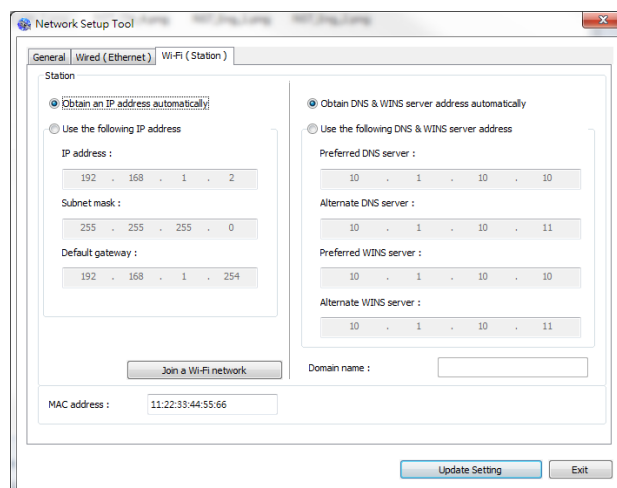 Network Setup Tool
General
Wired ( Ethernet )
Wi-Fi ( Station )
Station
Obtain an IP address automatically
Use the following IP address
IP address :
192 . 168 . 1 . 2
Subnet mask :
255 . 255 . 255 . 0
Default gateway :
192 . 168 . 1 . 254
Join a Wi-Fi network
Obtain DNS & WINS server address automatically
Use the following DNS & WINS server address
Preferred DNS server :
10 . 1 . 10 . 10
Alternate DNS server :
10 . 1 . 10 . 11
Preferred WINS server :
10 . 1 . 10 . 10
Alternate WINS server :
10 . 1 . 10 . 11
Domain name :
MAC address :
11:22:33:44:55:66
Update Setting
Exit